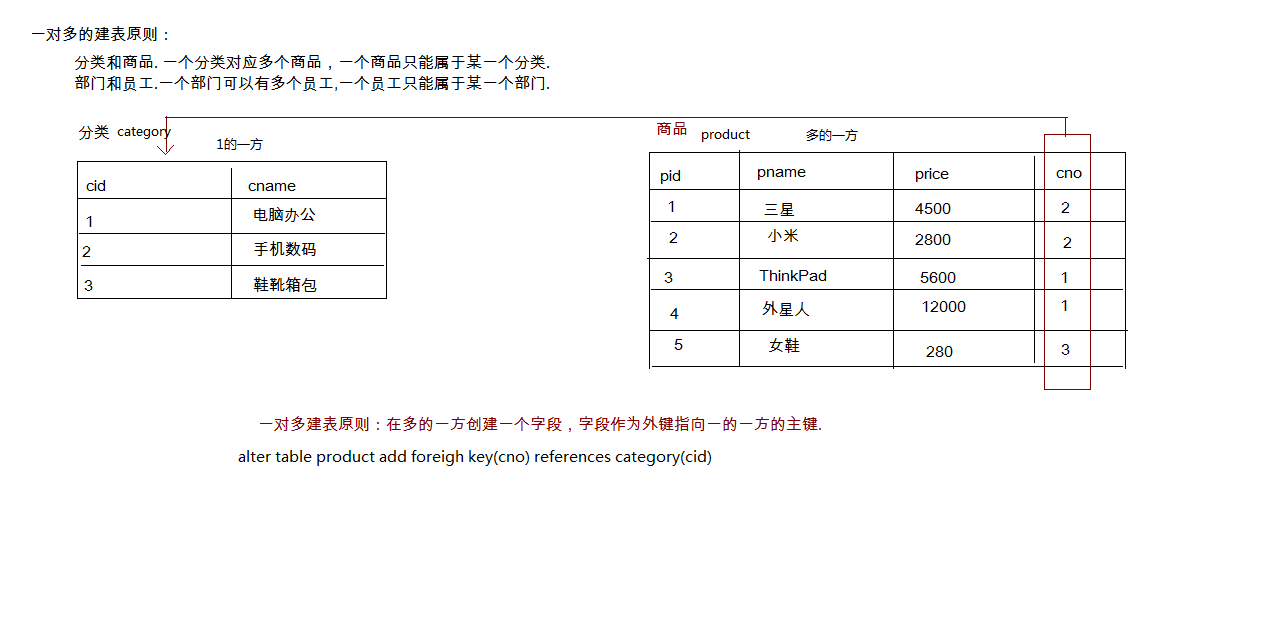 一对多的建表原则：
分类和商品. 一个分类对应多个商品，一个商品只能属于某一个分类.
部门和员工.一个部门可以有多个员工,一个员工只能属于某一个部门.
分类 category 1的一方
cid cname
1 电脑办公
2 手机数码
3 鞋靴箱包
商品 product 多的一方
pid pname price cno
1 三星 4500 2
2 小米 2800 2
3 ThinkPad 5600 1
4 外星人 12000 1
5 女鞋 280 3
一对多建表原则：在多的一方创建一个字段，字段作为外键指向一的一方的主键.
alter table product add foreigh key(cno) references category(cid)